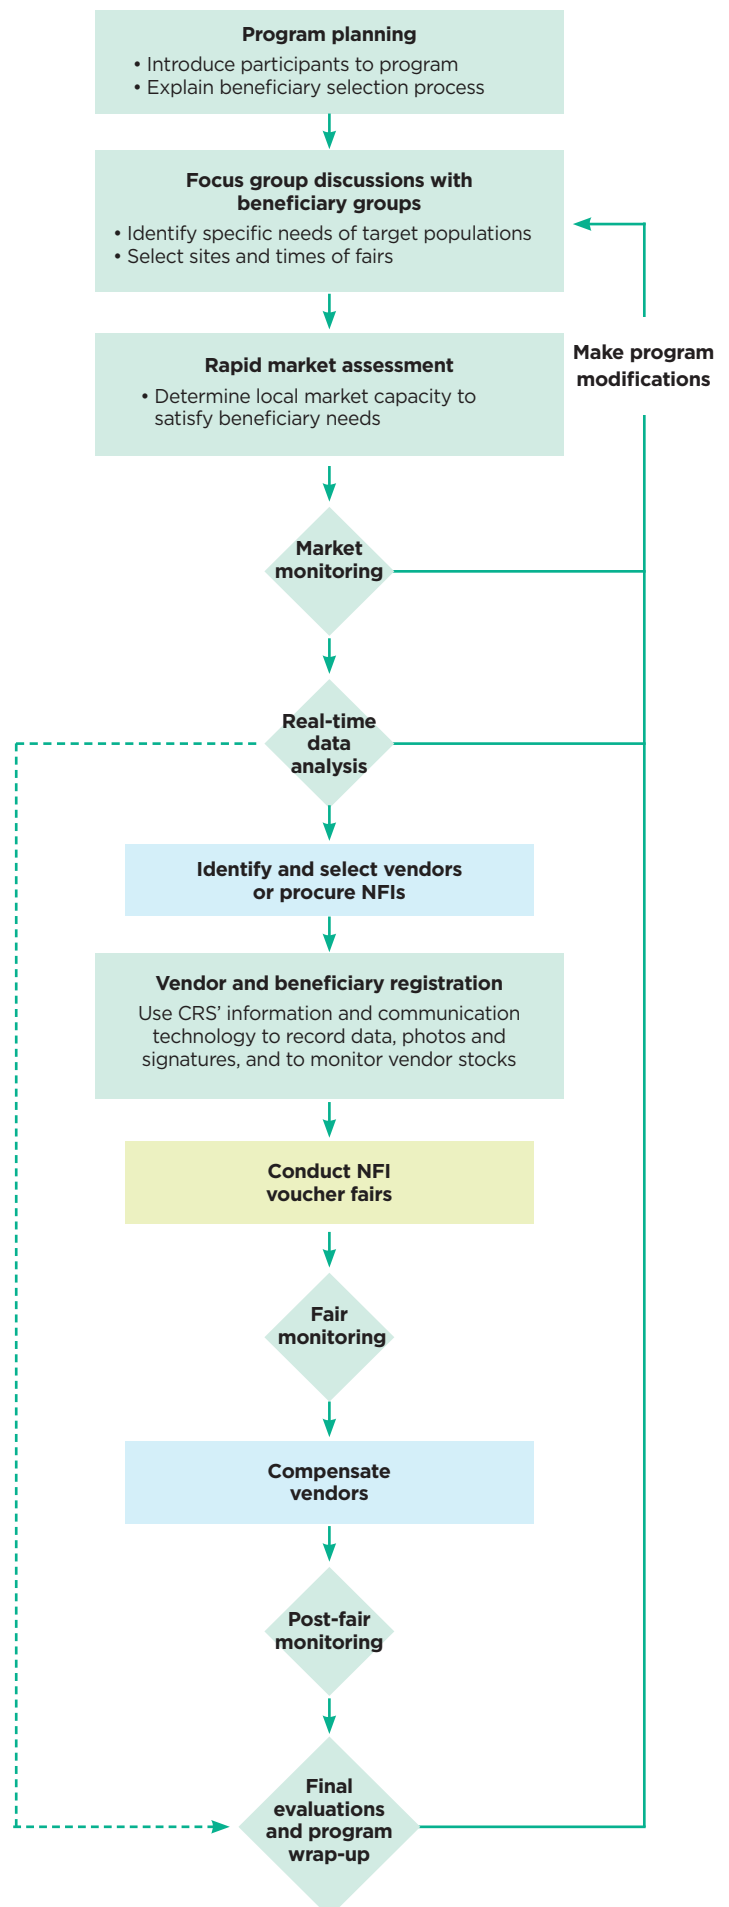 Program planning
• Introduce participants to program
• Explain beneficiary selection process
Focus group discussions with
beneficiary groups
• Identify specific needs of target populations
• Select sites and times of fairs
Rapid market assessment
• Determine local market capacity to
satisfy beneficiary needs
Make program
modifications
Market
monitoring
Real-time
data
analysis
Identify and select vendors
or procure NFIs
Vendor and beneficiary registration
Use CRS’ information and communication
technology to record data, photos and
signatures, and to monitor vendor stocks
Conduct NFI
voucher fairs
Fair
monitoring
Compensate
vendors
Post-fair
monitoring
Final
evaluations
and program
wrap-up